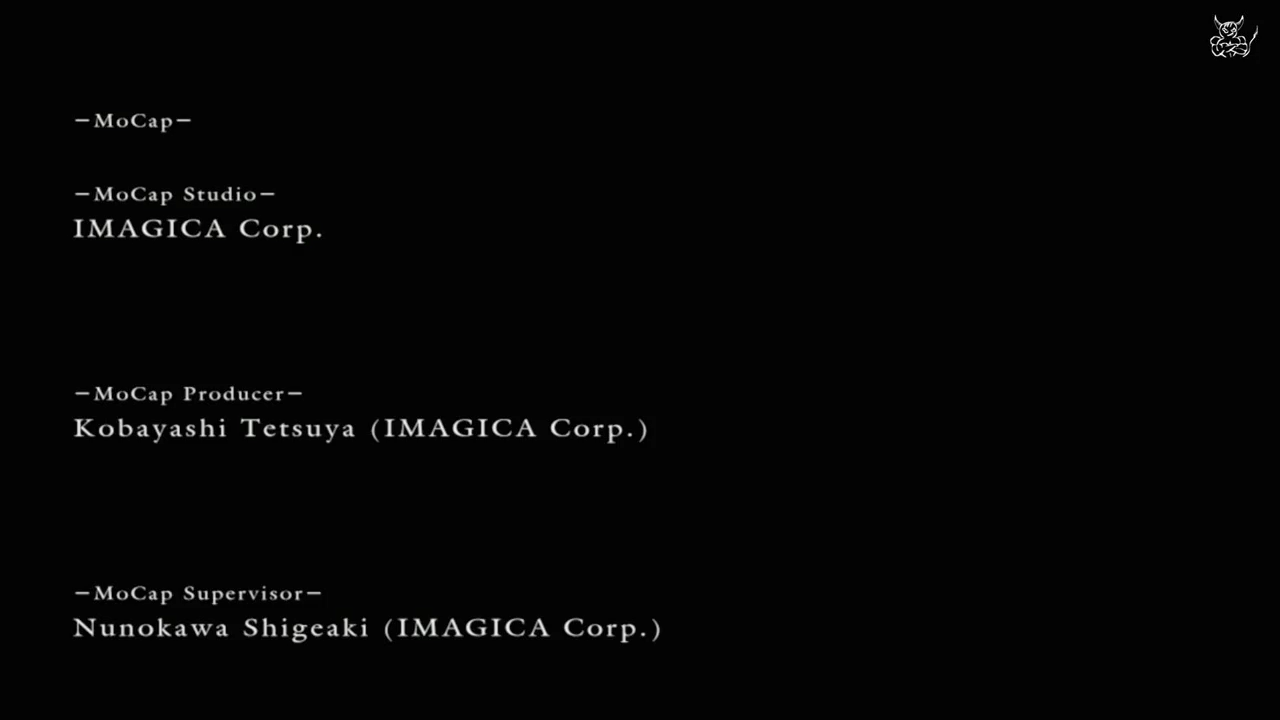 −MoCap−
−MoCap Studio−
IMAGICA Corp.
−MoCap Producer−
Kobayashi Tetsuya (IMAGICA Corp.)
−MoCap Supervisor−
Nunokawa Shigeaki (IMAGICA Corp.)